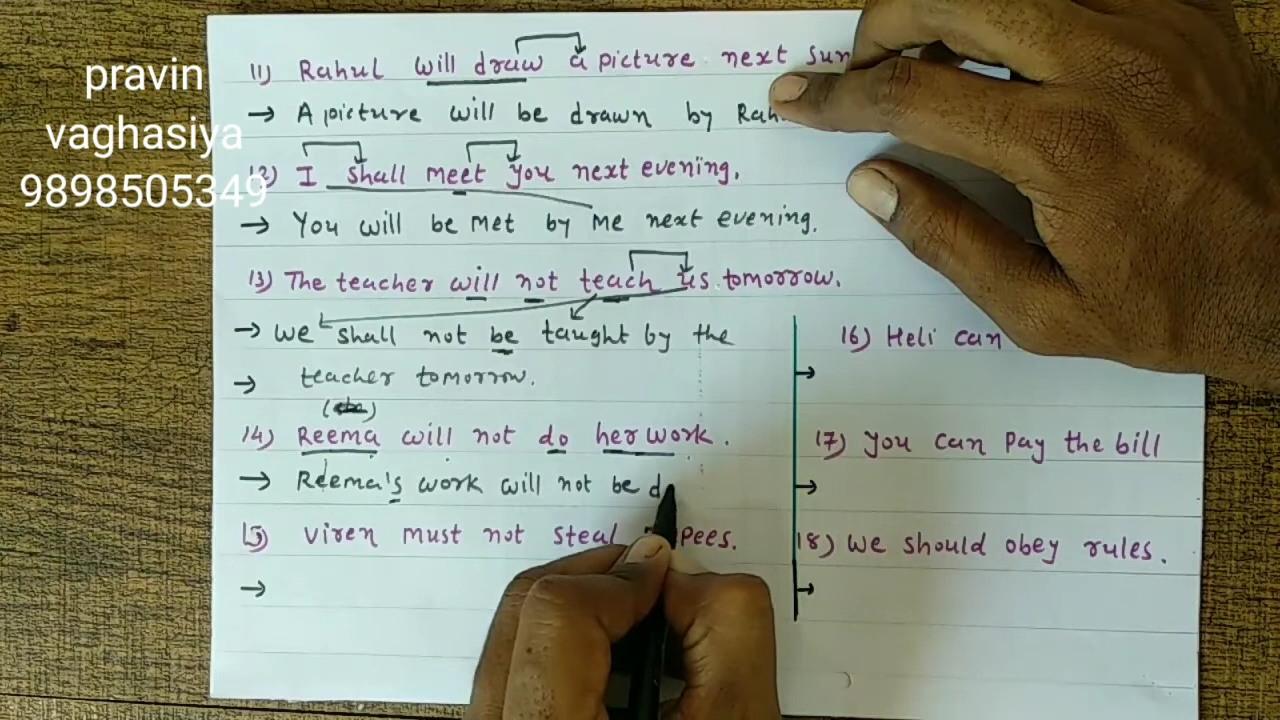 pravin
vaghasiya
9898505349
11) Rahul will draw a picture next sun
→ A picture will be drawn by Rah
12) I shall meet you next evening.
→ You will be met by me next evening.
13) The teacher will not teach us tomorrow.
→ We shall not be taught by the
→ teacher tomorrow.
14) Reema will not do her work.
→ Reema's work will not be d
15) Viren must not steal pees.
→
16) Heli can
→
17) You can pay the bill
→
18) We should obey rules.
→